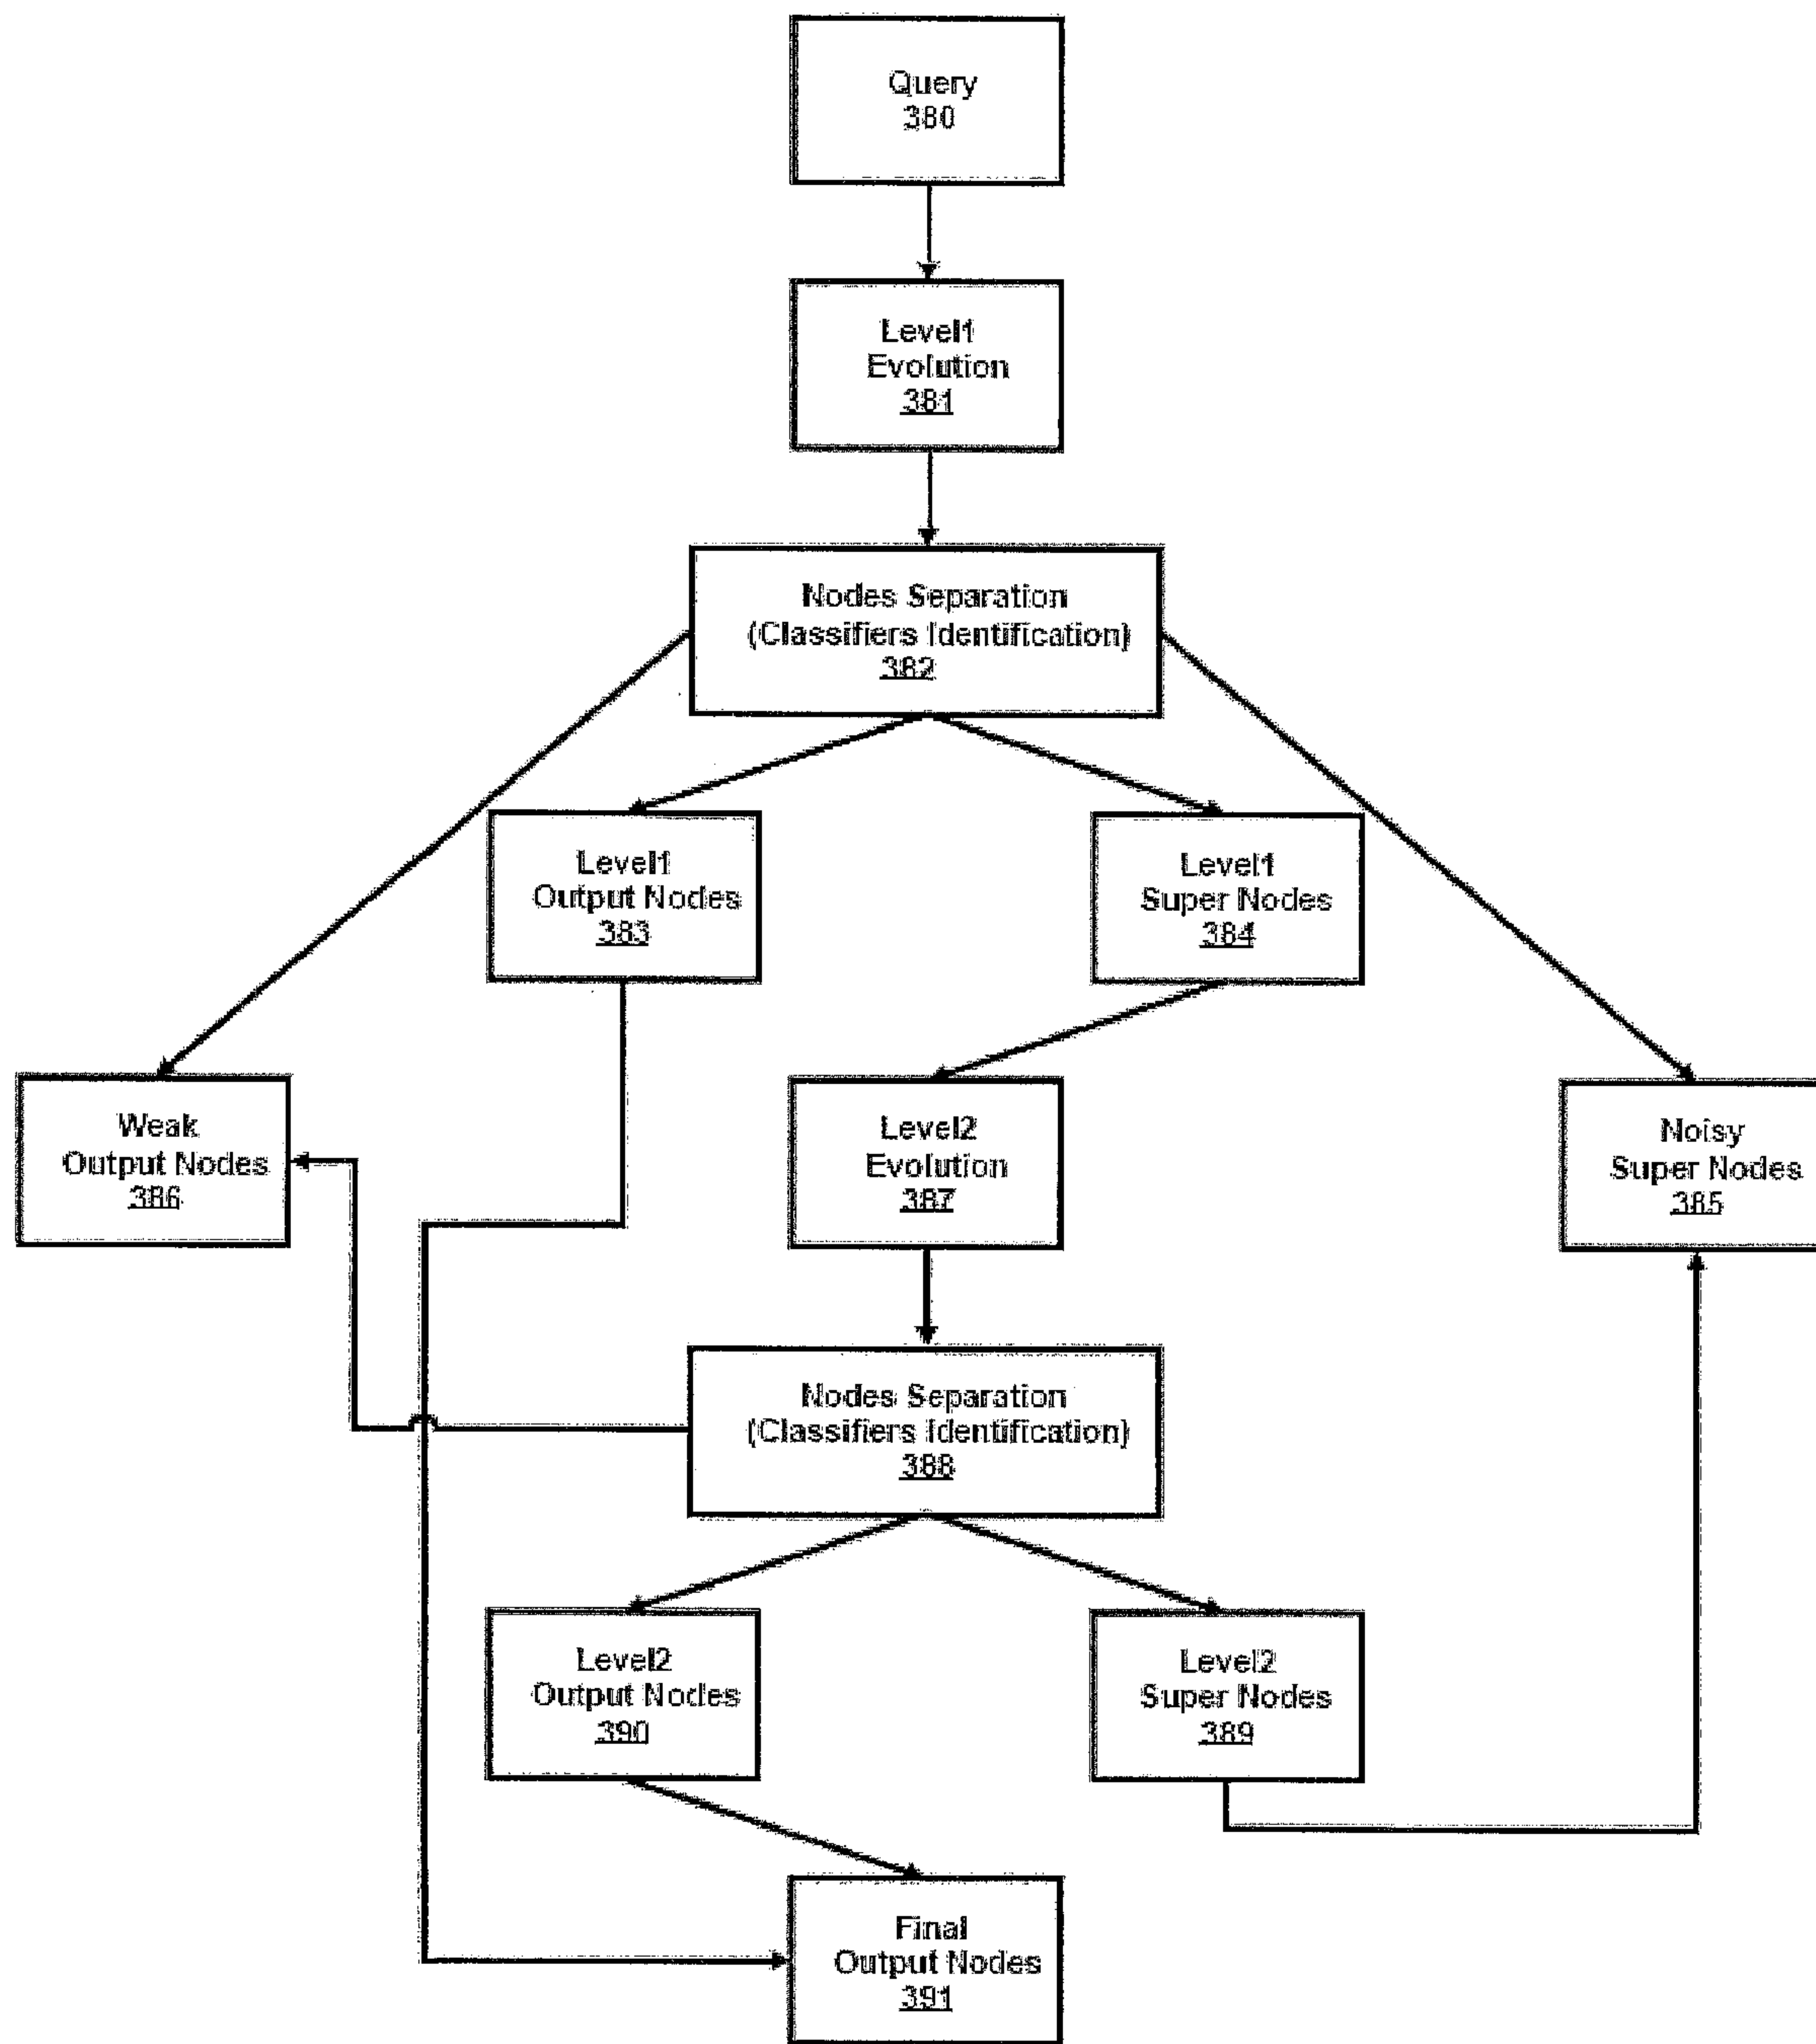 Query
380
Level1
Evolution
381
Nodes Separation
(Classifiers Identification)
382
Level1
Output Nodes
383
Level1
Super Nodes
384
Weak
Output Nodes
386
Level2
Evolution
387
Noisy
Super Nodes
385
Nodes Separation
(Classifiers Identification)
388
Level2
Output Nodes
390
Level2
Super Nodes
389
Final
Output Nodes
391